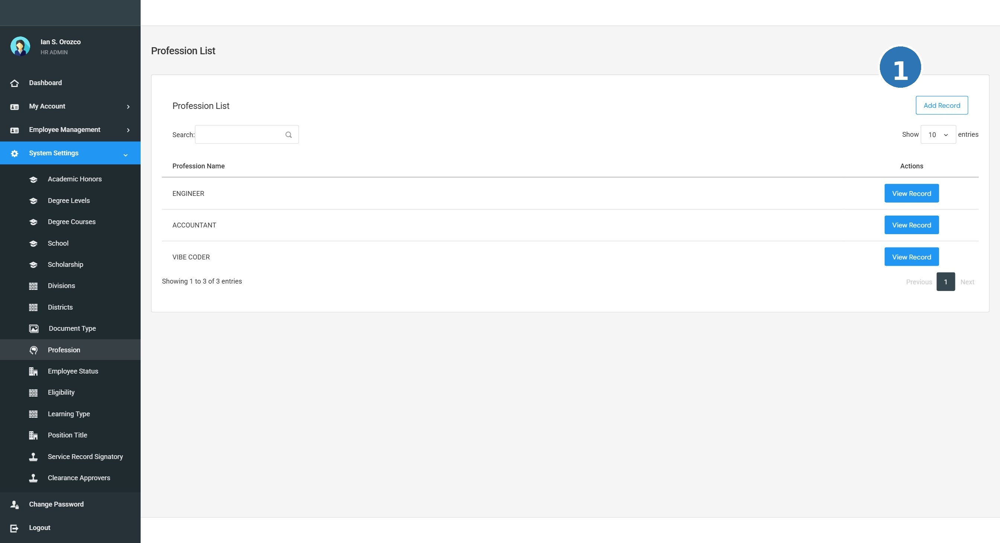 Ian S. Orozco
HR ADMIN
Dashboard
My Account
Employee Management
System Settings
Academic Honors
Degree Levels
Degree Courses
School
Scholarship
Divisions
Districts
Document Type
Profession
Employee Status
Eligibility
Learning Type
Position Title
Service Record Signatory
Clearance Approvers
Change Password
Logout
Profession List
1
Profession List
Add Record
Search:
Show 10 entries
Profession Name Actions
ENGINEER View Record
ACCOUNTANT View Record
VIBE CODER View Record
Showing 1 to 3 of 3 entries
Previous 1 Next